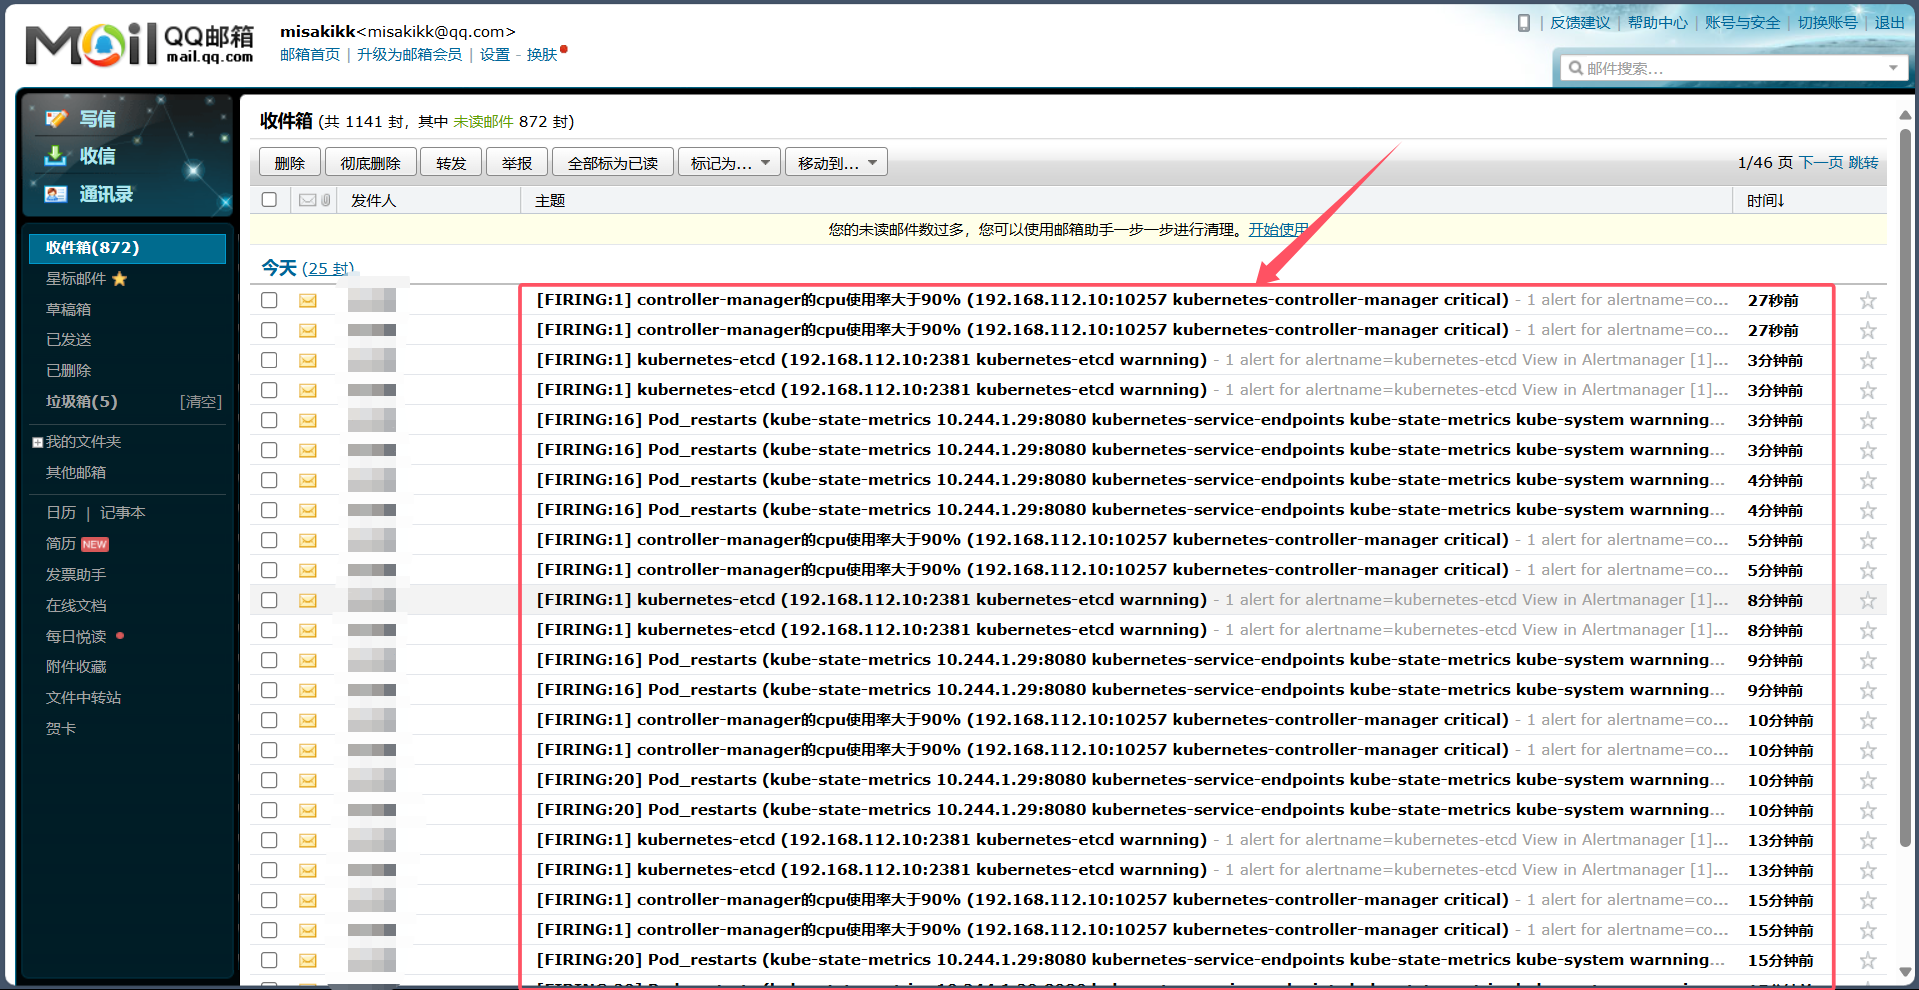 MOil QQ邮箱 mail.qq.com
misakikk<misakikk@qq.com>
邮箱首页 | 升级为邮箱会员 | 设置 - 换肤
反馈建议 | 帮助中心 | 账号与安全 | 切换账号 | 退出
邮件搜索...
写信
收信
通讯录
收件箱(872)
星标邮件
草稿箱
已发送
已删除
垃圾箱(5) [清空]
我的文件夹
其他邮箱
日历 | 记事本
简历 NEW
发票助手
在线文档
每日悦读
附件收藏
文件中转站
贺卡
收件箱 (共 1141 封，其中 未读邮件 872 封)
删除 彻底删除 转发 举报 全部标为已读 标记为... 移动到... 1/46 页 下一页 跳转
发件人 主题 时间↓
您的未读邮件数过多，您可以使用邮箱助手一步一步进行清理。开始使用
今天 (25 封)
[FIRING:1] controller-manager的cpu使用率大于90% (192.168.112.10:10257 kubernetes-controller-manager critical) - 1 alert for alertname=co... 27秒前
[FIRING:1] controller-manager的cpu使用率大于90% (192.168.112.10:10257 kubernetes-controller-manager critical) - 1 alert for alertname=co... 27秒前
[FIRING:1] kubernetes-etcd (192.168.112.10:2381 kubernetes-etcd warnning) - 1 alert for alertname=kubernetes-etcd View in Alertmanager [1]... 3分钟前
[FIRING:1] kubernetes-etcd (192.168.112.10:2381 kubernetes-etcd warnning) - 1 alert for alertname=kubernetes-etcd View in Alertmanager [1]... 3分钟前
[FIRING:16] Pod_restarts (kube-state-metrics 10.244.1.29:8080 kubernetes-service-endpoints kube-state-metrics kube-system warnning... 3分钟前
[FIRING:16] Pod_restarts (kube-state-metrics 10.244.1.29:8080 kubernetes-service-endpoints kube-state-metrics kube-system warnning... 3分钟前
[FIRING:16] Pod_restarts (kube-state-metrics 10.244.1.29:8080 kubernetes-service-endpoints kube-state-metrics kube-system warnning... 4分钟前
[FIRING:16] Pod_restarts (kube-state-metrics 10.244.1.29:8080 kubernetes-service-endpoints kube-state-metrics kube-system warnning... 4分钟前
[FIRING:1] controller-manager的cpu使用率大于90% (192.168.112.10:10257 kubernetes-controller-manager critical) - 1 alert for alertname=co... 5分钟前
[FIRING:1] controller-manager的cpu使用率大于90% (192.168.112.10:10257 kubernetes-controller-manager critical) - 1 alert for alertname=co... 5分钟前
[FIRING:1] kubernetes-etcd (192.168.112.10:2381 kubernetes-etcd warnning) - 1 alert for alertname=kubernetes-etcd View in Alertmanager [1]... 8分钟前
[FIRING:1] kubernetes-etcd (192.168.112.10:2381 kubernetes-etcd warnning) - 1 alert for alertname=kubernetes-etcd View in Alertmanager [1]... 8分钟前
[FIRING:16] Pod_restarts (kube-state-metrics 10.244.1.29:8080 kubernetes-service-endpoints kube-state-metrics kube-system warnning... 9分钟前
[FIRING:16] Pod_restarts (kube-state-metrics 10.244.1.29:8080 kubernetes-service-endpoints kube-state-metrics kube-system warnning... 9分钟前
[FIRING:1] controller-manager的cpu使用率大于90% (192.168.112.10:10257 kubernetes-controller-manager critical) - 1 alert for alertname=co... 10分钟前
[FIRING:1] controller-manager的cpu使用率大于90% (192.168.112.10:10257 kubernetes-controller-manager critical) - 1 alert for alertname=co... 10分钟前
[FIRING:20] Pod_restarts (kube-state-metrics 10.244.1.29:8080 kubernetes-service-endpoints kube-state-metrics kube-system warnning... 10分钟前
[FIRING:20] Pod_restarts (kube-state-metrics 10.244.1.29:8080 kubernetes-service-endpoints kube-state-metrics kube-system warnning... 10分钟前
[FIRING:1] kubernetes-etcd (192.168.112.10:2381 kubernetes-etcd warnning) - 1 alert for alertname=kubernetes-etcd View in Alertmanager [1]... 13分钟前
[FIRING:1] kubernetes-etcd (192.168.112.10:2381 kubernetes-etcd warnning) - 1 alert for alertname=kubernetes-etcd View in Alertmanager [1]... 13分钟前
[FIRING:1] controller-manager的cpu使用率大于90% (192.168.112.10:10257 kubernetes-controller-manager critical) - 1 alert for alertname=co... 15分钟前
[FIRING:1] controller-manager的cpu使用率大于90% (192.168.112.10:10257 kubernetes-controller-manager critical) - 1 alert for alertname=co... 15分钟前
[FIRING:20] Pod_restarts (kube-state-metrics 10.244.1.29:8080 kubernetes-service-endpoints kube-state-metrics kube-system warnning... 15分钟前